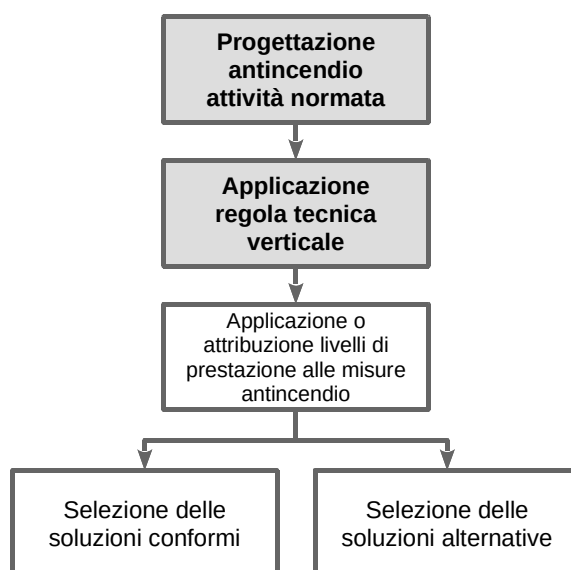 Progettazione
antincendio
attività normata
Applicazione
regola tecnica
verticale
Applicazione o
attribuzione livelli di
prestazione alle misure
antincendio
Selezione delle
soluzioni conformi
Selezione delle
soluzioni alternative